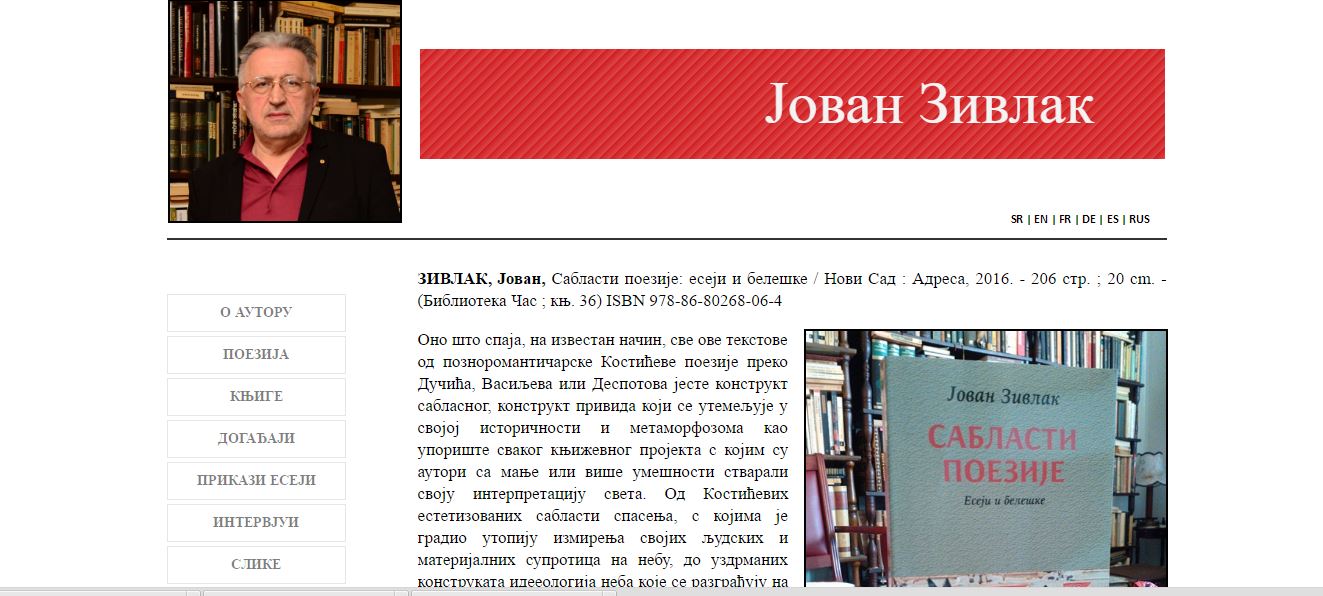 Јован Зивлак
SR | EN | FR | DE | ES | RUS
О АУТОРУ
ПОЕЗИЈА
КЊИГЕ
ДОГАЂАЈИ
ПРИКАЗИ ЕСЕЈИ
ИНТЕРВЈУИ
СЛИКЕ
ЗИВЛАК, Јован, Сабласти поезије: есеји и белешке / Нови Сад : Адреса, 2016. - 206 стр. ; 20 cm. -
(Библиотека Час ; књ. 36) ISBN 978-86-80268-06-4
Оно што спаја, на известан начин, све ове текстове
од позноромантичарске Костићеве поезије преко
Дучића, Васиљева или Деспотова јесте конструкт
сабласног, конструкт привида који се утемељује у
својој историчности и метаморфозома као
упориште сваког књижевног пројекта с којим су
аутори са мање или више умешности стварали
своју интерпретацију света. Од Костићевих
естетизованих сабласти спасења, с којима је
градио утопију измирења својих људских и
материјалних супротица на небу, до уздрманих
конструката идееологија неба које се разграђују на
Јован Зивлак
САБЛАСТИ
ПОЕЗИЈЕ
Есеји и белешке